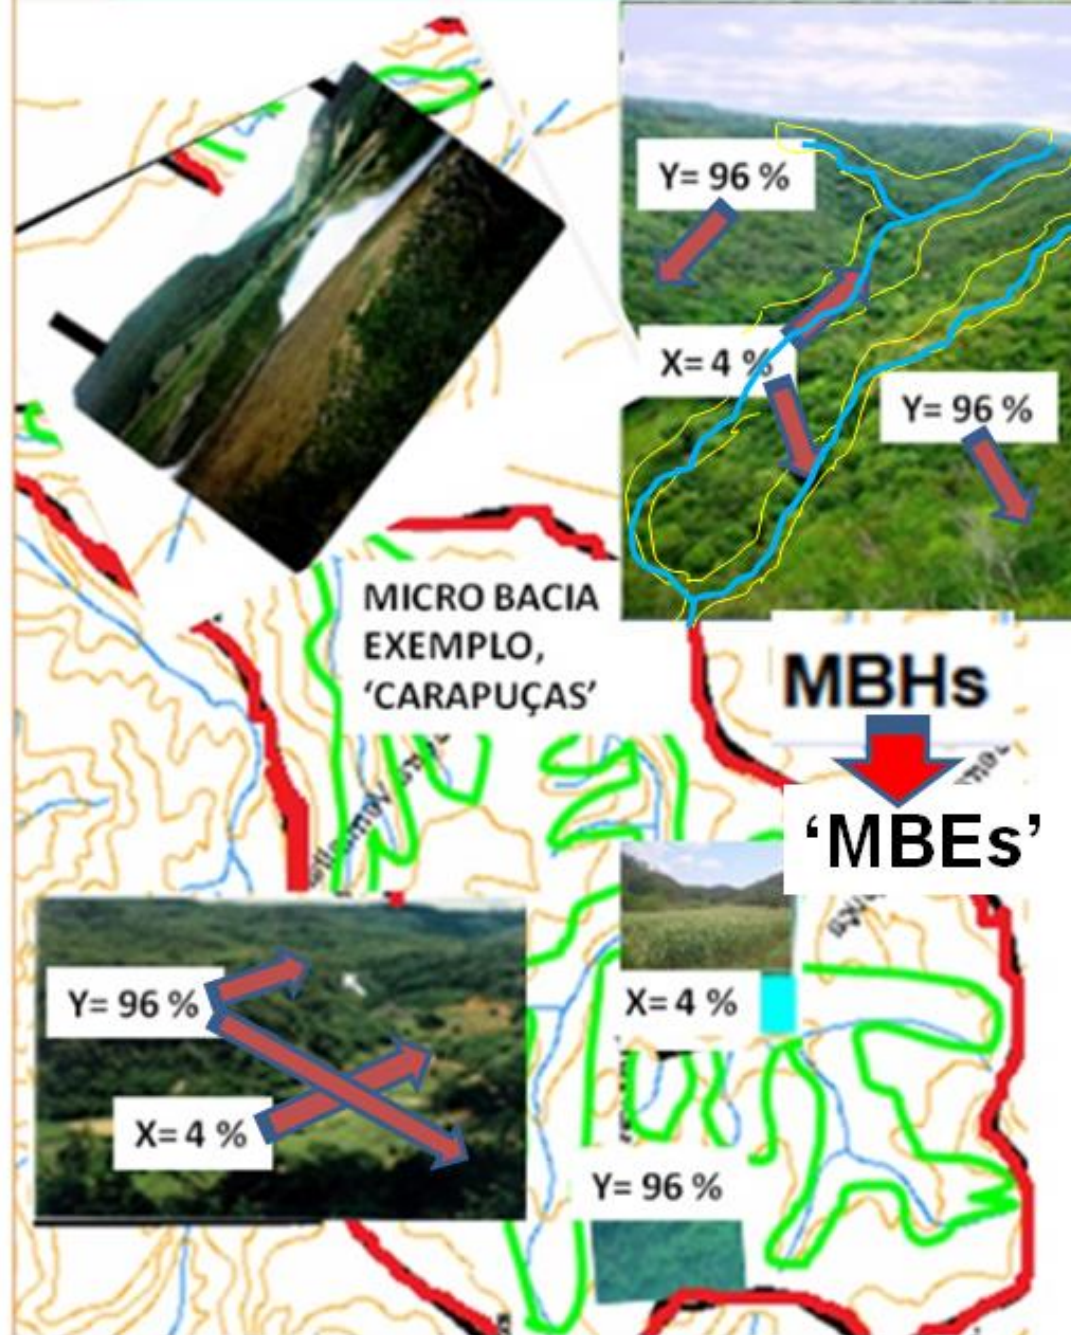 Y= 96 %
X= 4 %
Y= 96 %
MICRO BACIA
EXEMPLO,
‘CARAPUÇAS’
MBHs
‘MBEs’
Y= 96 %
X= 4 %
X= 4 %
Y= 96 %